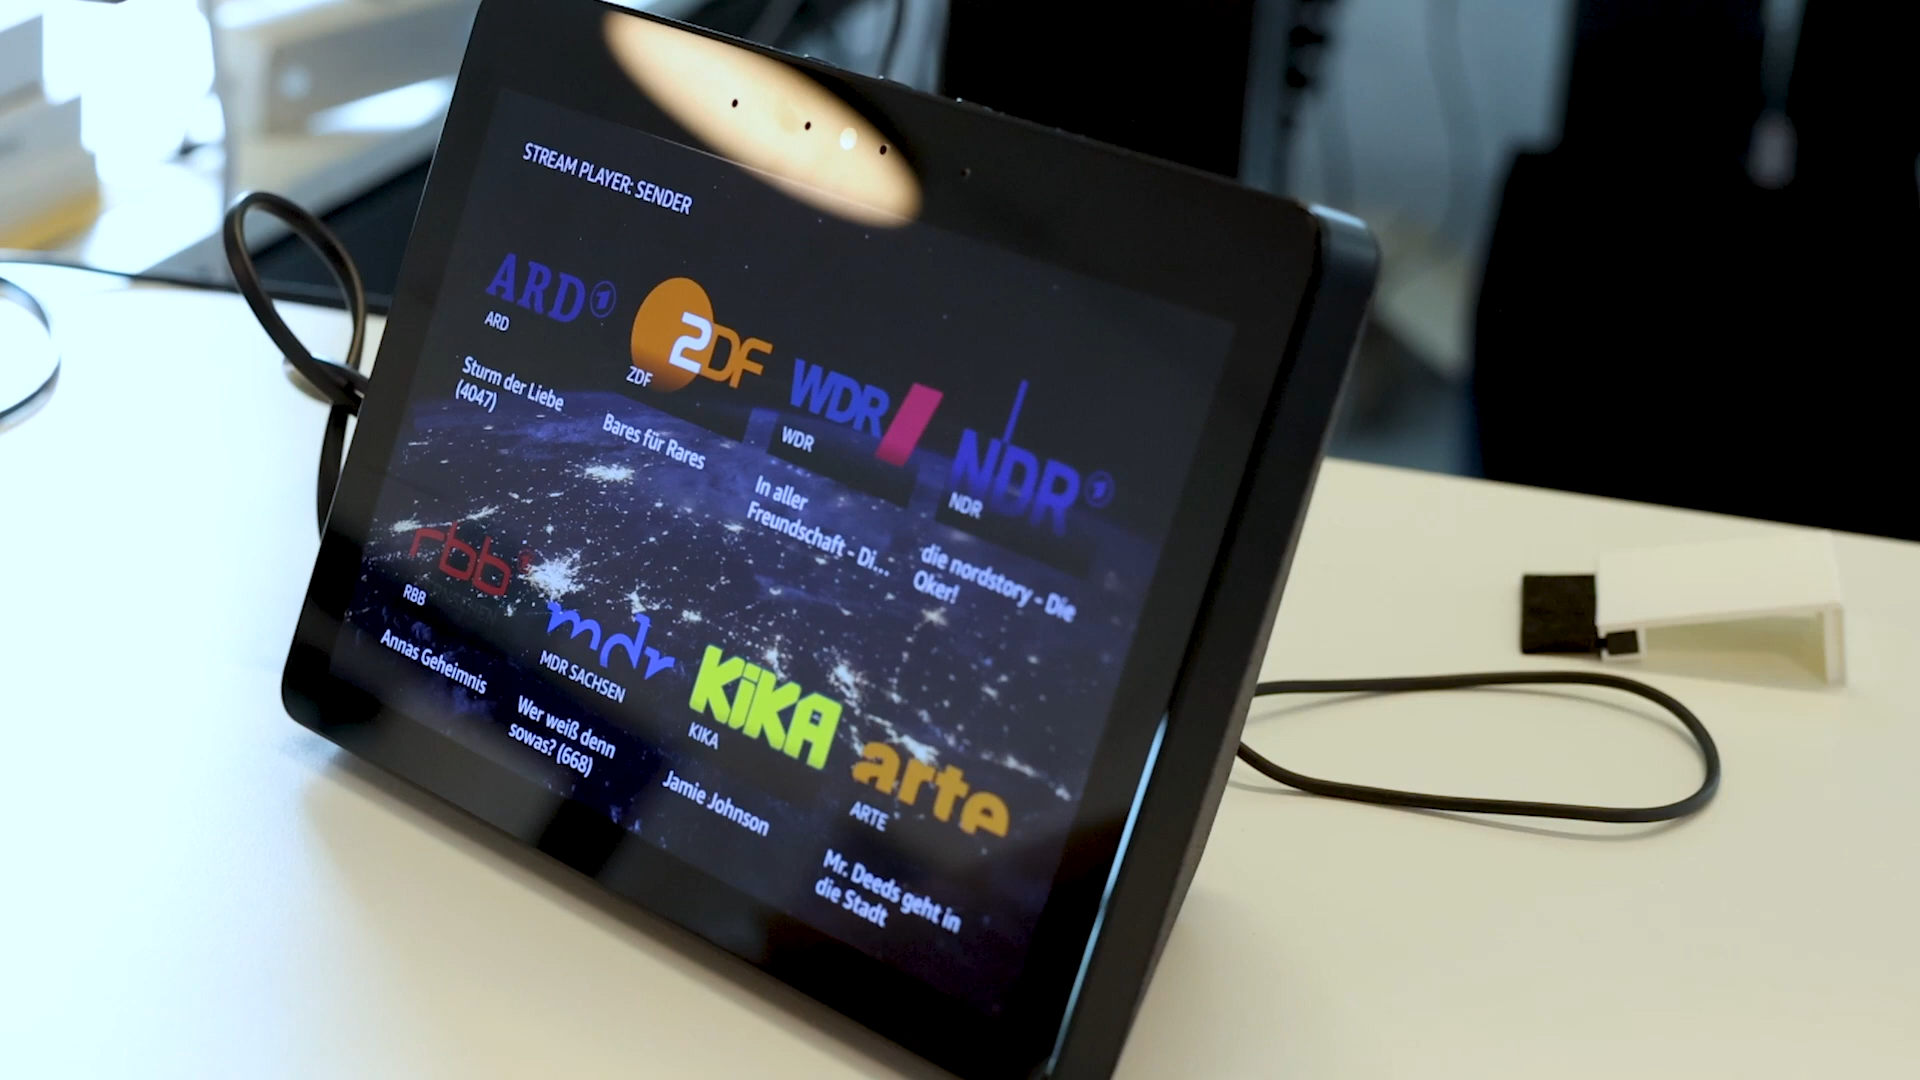 STREAM PLAYER: SENDER
ARD 1
ARD
Sturm der Liebe
(4047)
2DF
ZDF
Bares für Rares
WDR
WDR
In aller
Freundschaft - Di...
NDR 1
NDR
die nordstory - Die
Oker!
rbb
RBB
Annas Geheimnis
mdr
MDR SACHSEN
Wer weiß denn
sowas? (668)
KiKA
KIKA
Jamie Johnson
arte
ARTE
Mr. Deeds geht in
die Stadt